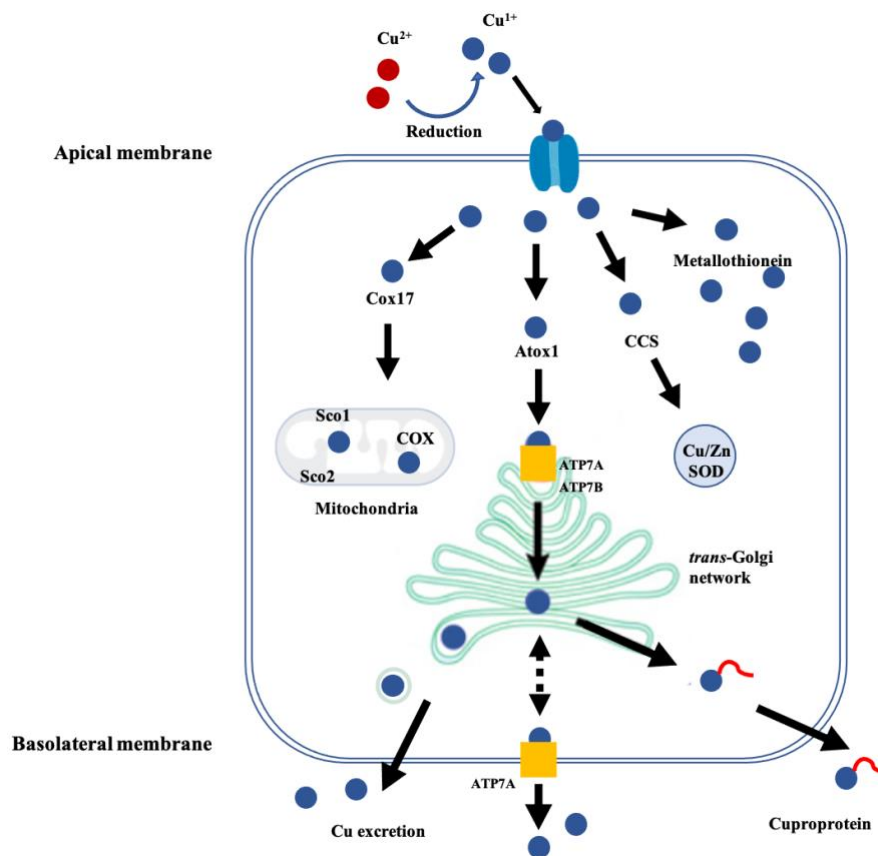 Cu²⁺
Cu¹⁺
Reduction
Apical membrane
Metallothionein
Cox17
Atox1
CCS
Sco1
COX
Sco2
Mitochondria
ATP7A
ATP7B
Cu/Zn
SOD
trans-Golgi
network
Basolateral membrane
ATP7A
Cu excretion
Cuproprotein